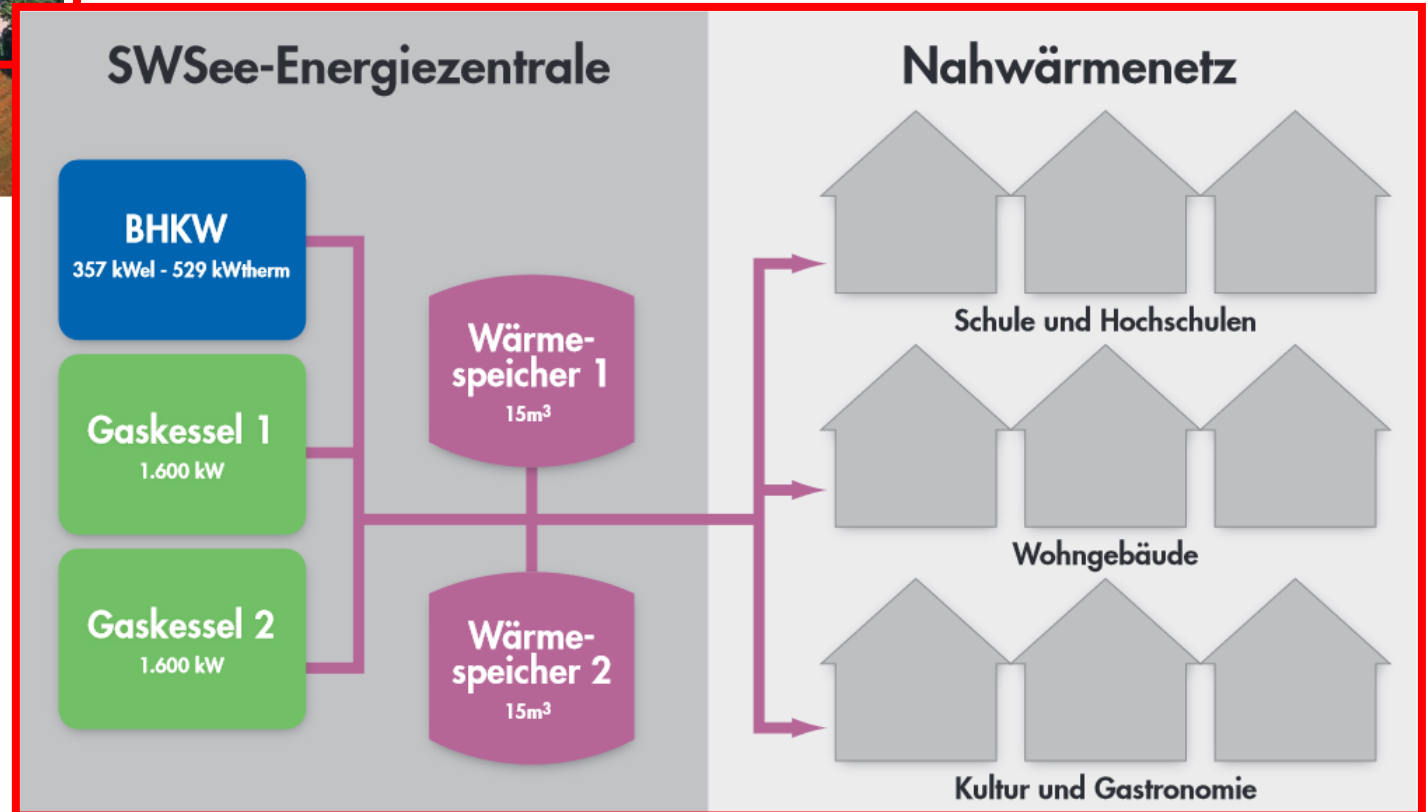 SWSee-Energiezentrale
BHKW
357 kWel - 529 kWtherm
Gaskessel 1
1.600 kW
Gaskessel 2
1.600 kW
Wärme-
speicher 1
15m³
Wärme-
speicher 2
15m³
Nahwärmenetz
Schule und Hochschulen
Wohngebäude
Kultur und Gastronomie